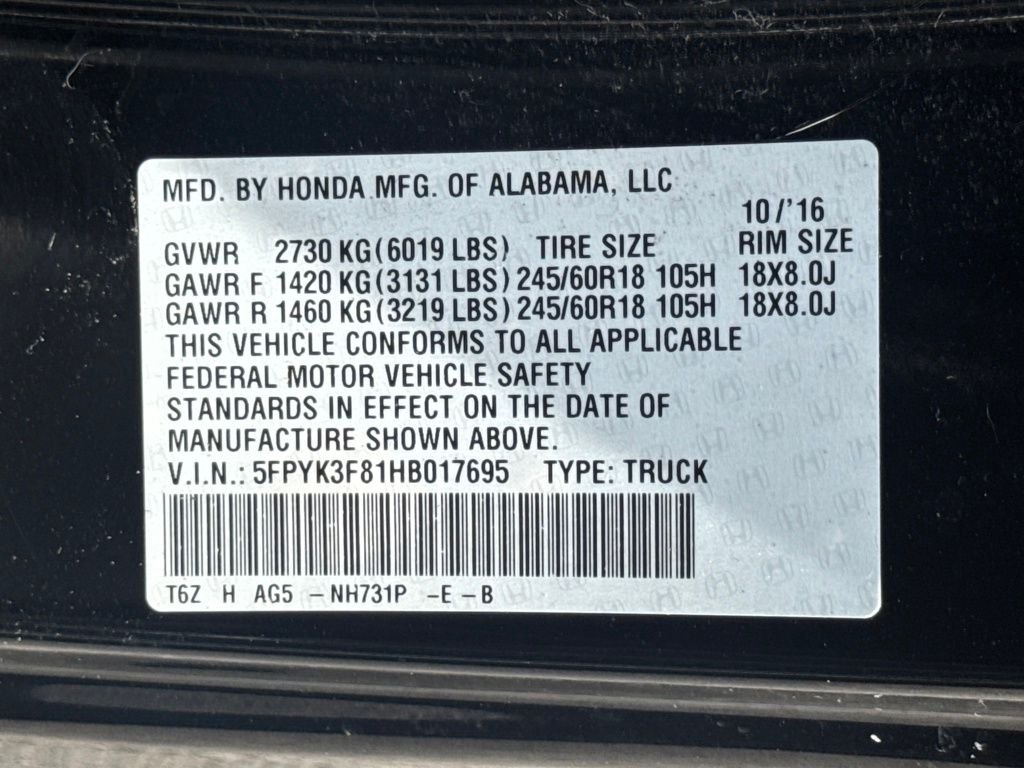 MFD. BY HONDA MFG. OF ALABAMA, LLC
10/'16
GVWR 2730 KG(6019 LBS) TIRE SIZE RIM SIZE
GAWR F 1420 KG(3131 LBS) 245/60R18 105H 18X8.0J
GAWR R 1460 KG(3219 LBS) 245/60R18 105H 18X8.0J
THIS VEHICLE CONFORMS TO ALL APPLICABLE
FEDERAL MOTOR VEHICLE SAFETY
STANDARDS IN EFFECT ON THE DATE OF
MANUFACTURE SHOWN ABOVE.
V.I.N.: 5FPYK3F81HB017695 TYPE: TRUCK
T6Z H AG5 -NH731P -E -B